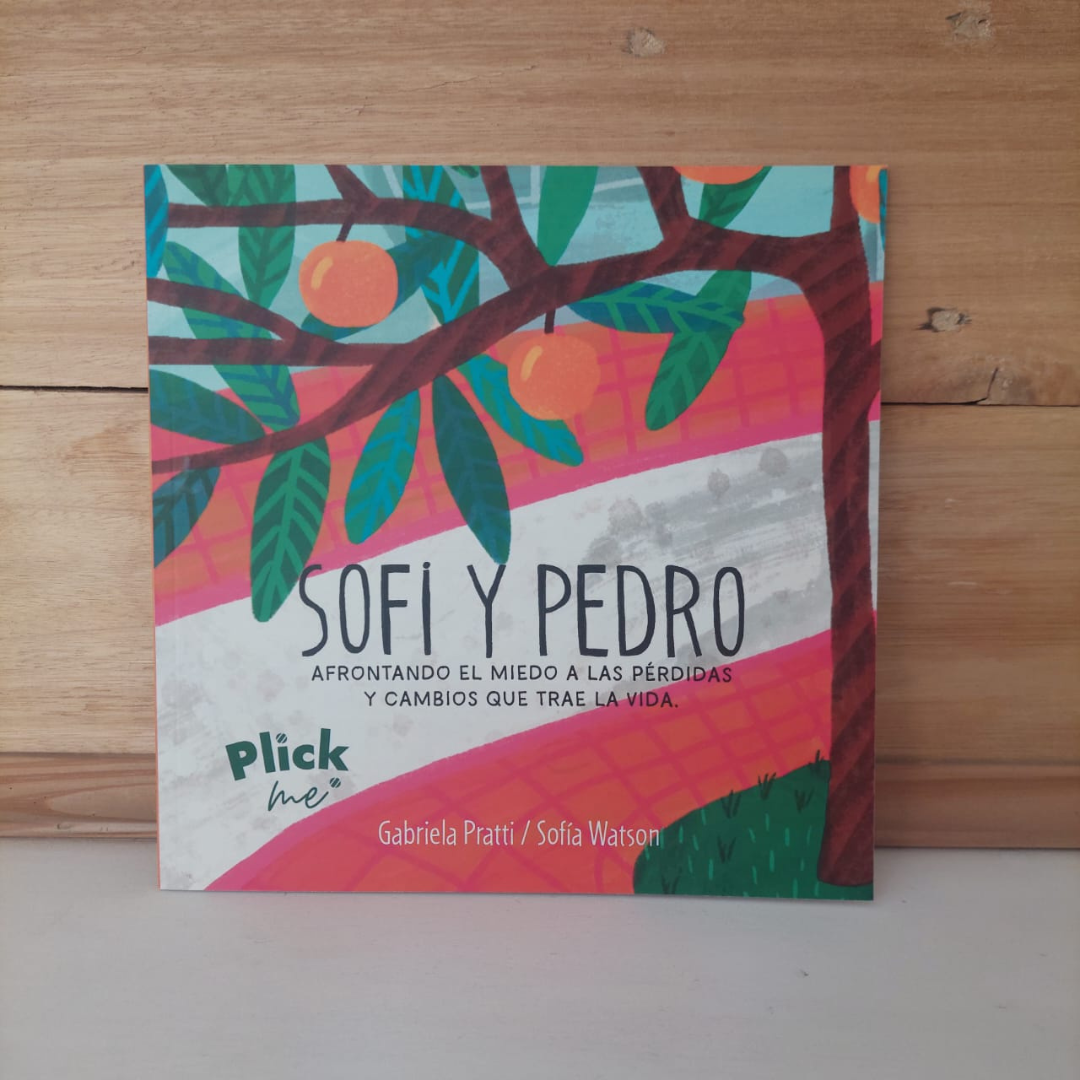 SOFi Y PEDRO
AFRONTANDO EL MIEDO A LAS PÉRDIDAS
Y CAMBIOS QUE TRAE LA VIDA.
Plick
me
Gabriela Pratti / Sofía Watson